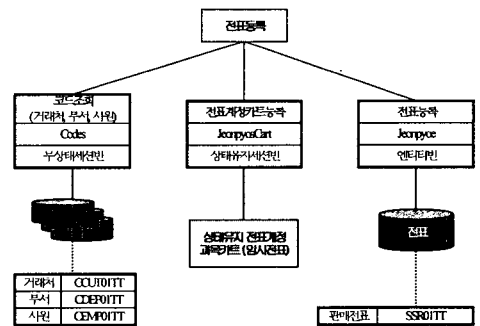 전표등록
코드조회
(거래처, 부서, 사원)
Codes
무상태세션빈
전표계정카트등록
JeonpyosCart
상태유지세션빈
전표등록
Jeonpyoe
엔터티빈
상태유지 전표계정
과목카트 (임시전표)
전표
거래처 CCUT01TT
부서 CDEP01TT
사원 CEMP01TT
판매전표 SSR01TT